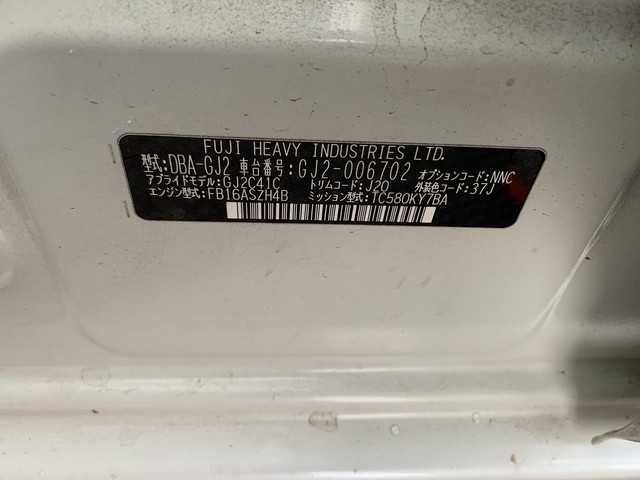 FUJI HEAVY INDUSTRIES LTD.
型式:DBA-GJ2 車台番号:GJ2-006702 オプションコード:NNC
アプライドモデル:GJ2C41C トリムコード:J20 外装色コード:37J
エンジン型式:FB16ASZH4B ミッション型式:TC580KY7BA